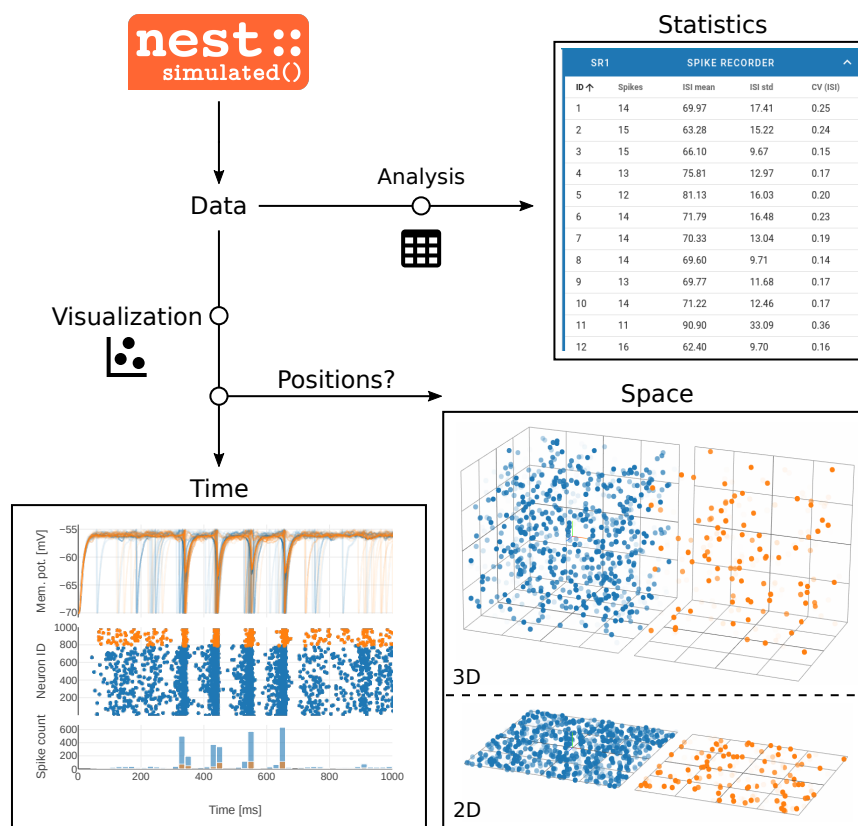 nest::
simulated()
Statistics
SR1 SPIKE RECORDER
ID↑ Spikes ISI mean ISI std CV (ISI)
1 14 69.97 17.41 0.25
2 15 63.28 15.22 0.24
3 15 66.10 9.67 0.15
4 13 75.81 12.97 0.17
5 12 81.13 16.03 0.20
6 14 71.79 16.48 0.23
7 14 70.33 13.04 0.19
8 14 69.60 9.71 0.14
9 13 69.77 11.68 0.17
10 14 71.22 12.46 0.17
11 11 90.90 33.09 0.36
12 16 62.40 9.70 0.16
Analysis
Data
Visualization
Positions?
Space
3D
2D
Time
Mem. pot. [mV]
−55
−60
−65
−70
Neuron ID
1000
800
600
400
200
Spike count
600
400
200
0
0 200 400 600 800 1000
Time [ms]